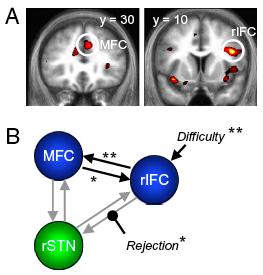 A
y = 30
y = 10
MFC
rIFC
B
Difficulty **
MFC
**
*
rIFC
rSTN
Rejection*